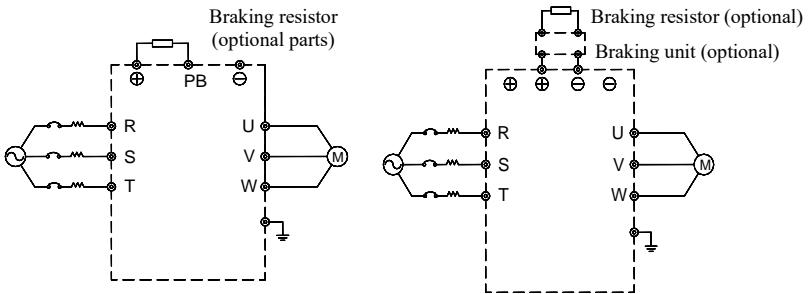 Braking resistor
(optional parts)
⊕ PB ⊖
R U
S V M
T W
Braking resistor (optional)
Braking unit (optional)
⊕ ⊕ ⊖ ⊖
R U
S V M
T W